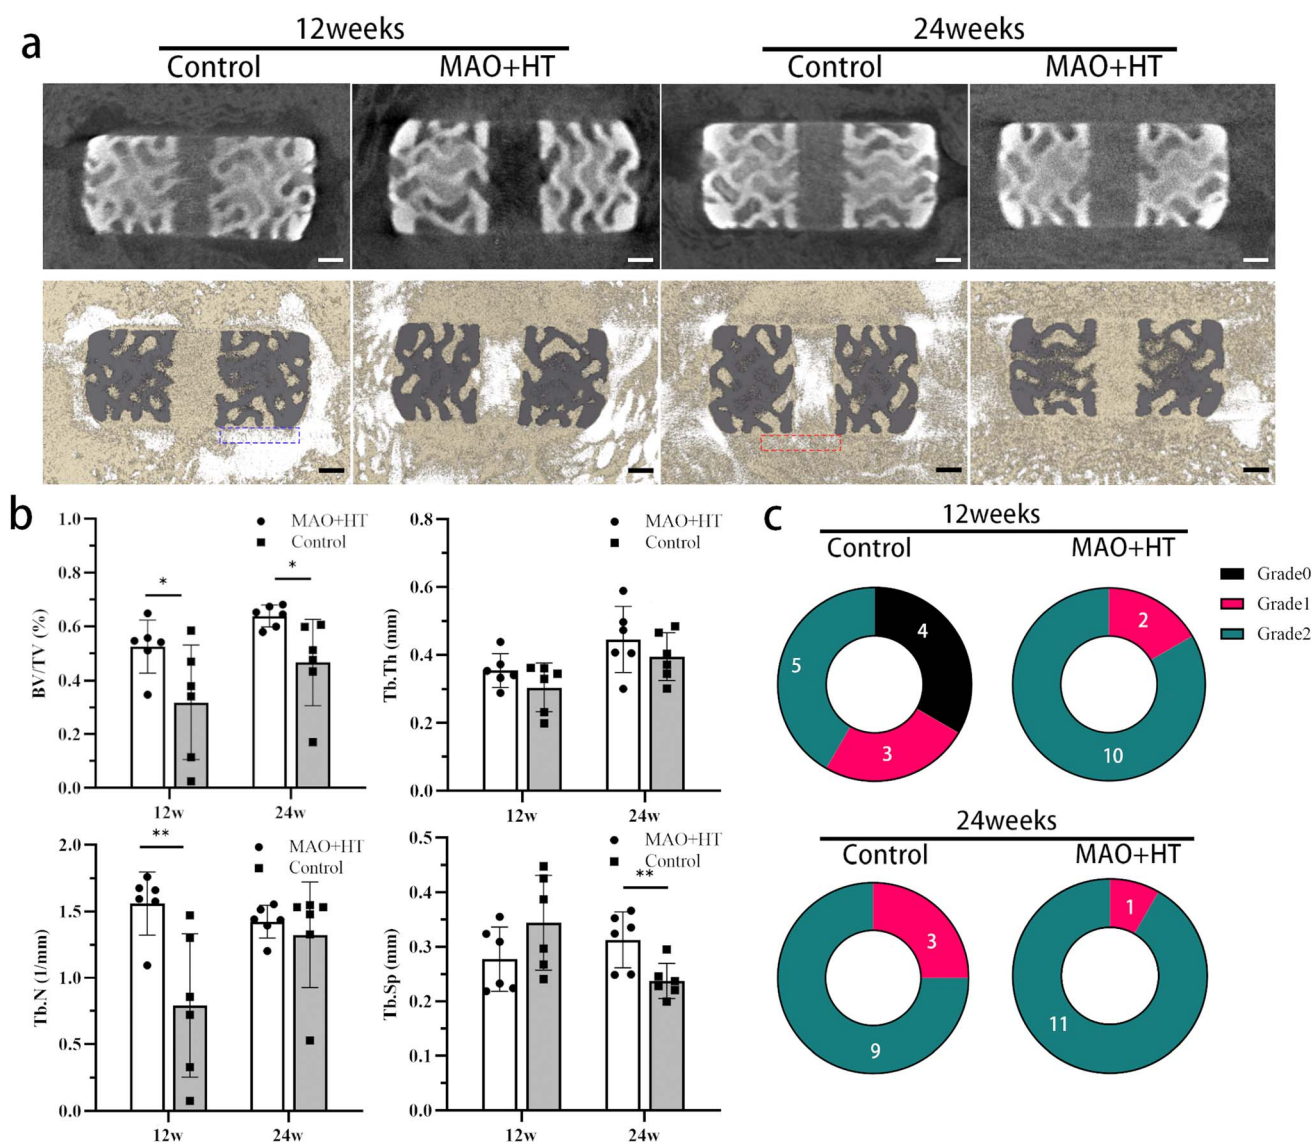 a
12weeks
24weeks
Control
MAO+HT
Control
MAO+HT
b
1.0
0.8
0.6
0.4
0.2
0.0
BV/TV (%)
MAO+HT
Control
*
*
12w
24w
0.8
0.6
0.4
0.2
0.0
Tb.Th (mm)
MAO+HT
Control
12w
24w
2.0
1.5
1.0
0.5
0.0
Tb.N (1/mm)
MAO+HT
Control
**
12w
24w
0.5
0.4
0.3
0.2
0.1
0.0
Tb.Sp (mm)
MAO+HT
Control
**
12w
24w
c
12weeks
Control
MAO+HT
Grade0
Grade1
Grade2
4
5
3
2
10
24weeks
Control
MAO+HT
3
9
1
11